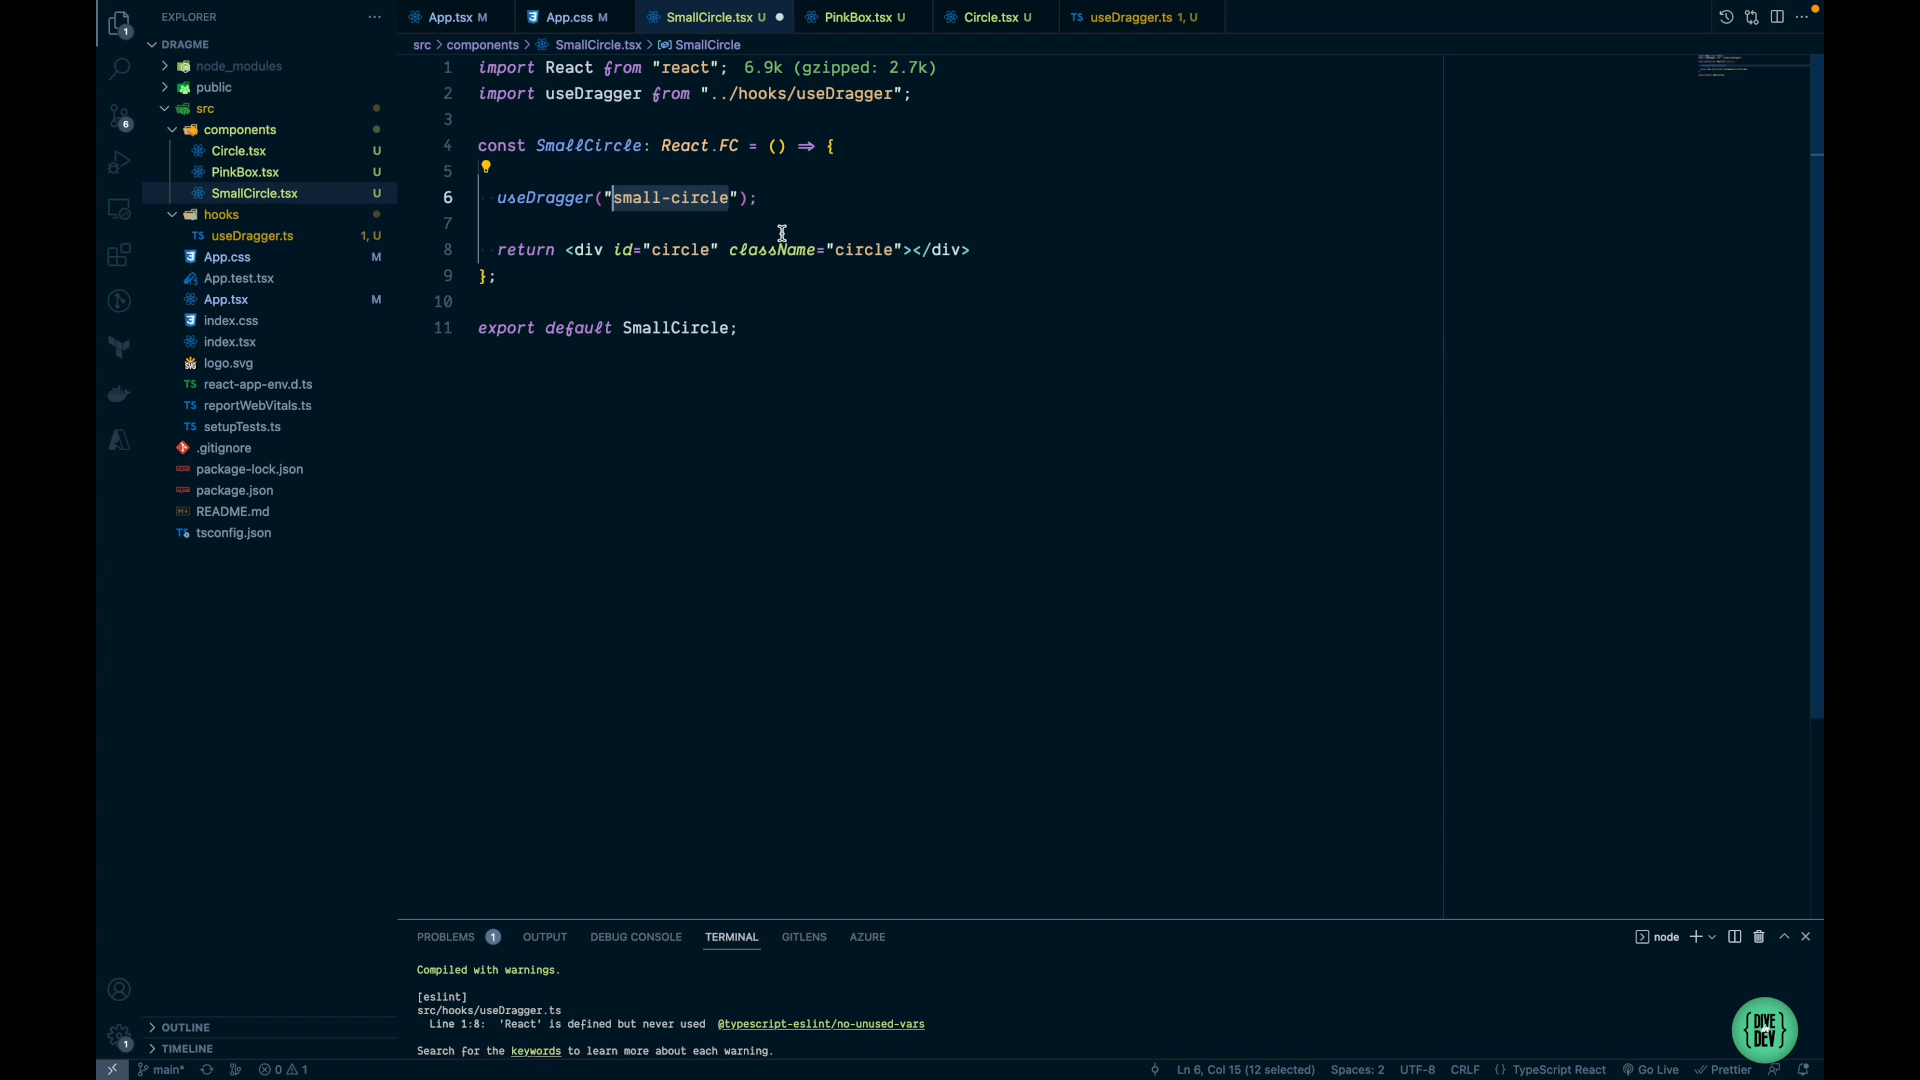 EXPLORER
App.tsx M
App.css M
SmallCircle.tsx U
PinkBox.tsx U
Circle.tsx U
TS useDragger.ts 1, U
DRAGME
src > components > SmallCircle.tsx > SmallCircle
node_modules
public
src
components
Circle.tsx U
PinkBox.tsx U
SmallCircle.tsx U
hooks
TS useDragger.ts 1, U
App.css M
App.test.tsx
App.tsx M
index.css
index.tsx
logo.svg
TS react-app-env.d.ts
TS reportWebVitals.ts
TS setupTests.ts
.gitignore
package-lock.json
package.json
README.md
tsconfig.json
1 import React from "react"; 6.9k (gzipped: 2.7k)
2 import useDragger from "../hooks/useDragger";
3
4 const SmallCircle: React.FC = () => {
5
6 useDragger("small-circle");
7
8 return <div id="circle" className="circle"></div>
9 };
10
11 export default SmallCircle;
PROBLEMS 1 OUTPUT DEBUG CONSOLE TERMINAL GITLENS AZURE
node
Compiled with warnings.
[eslint]
src/hooks/useDragger.ts
Line 1:8: 'React' is defined but never used @typescript-eslint/no-unused-vars
Search for the keywords to learn more about each warning.
OUTLINE
TIMELINE
1
6
1
{DIVE DEV}
main* 0 1
Ln 6, Col 15 (12 selected) Spaces: 2 UTF-8 CRLF {} TypeScript React Go Live Prettier